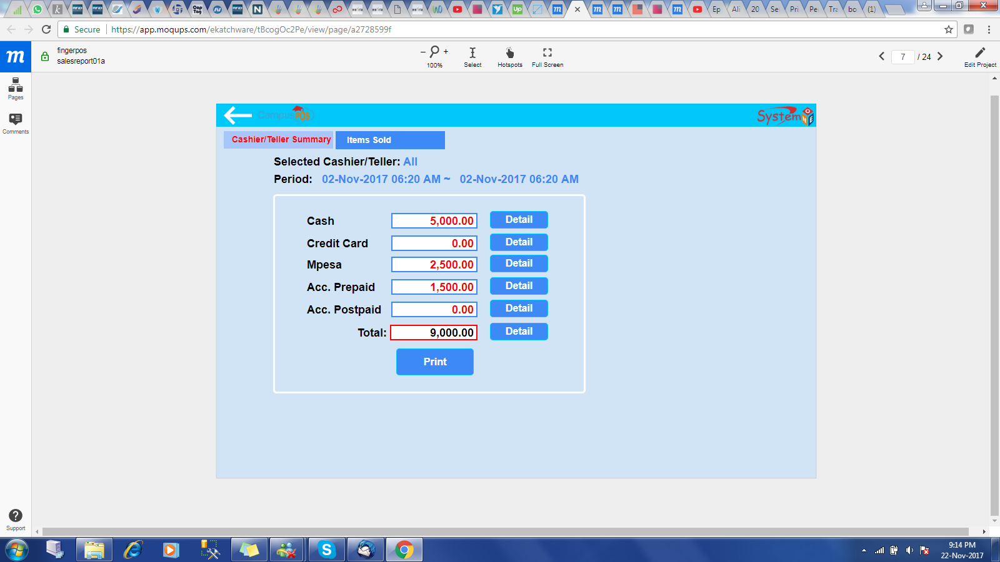 Ep
Ali
20
Se
Pri
Pe
Tra
bo
(1)
Secure
https://app.moqups.com/ekatchware/tBcogOc2Pe/view/page/a2728599f
fingerpos
salesreport01a
100%
Select
Hotspots
Full Screen
7 / 24
Edit Project
Pages
Comments
CampusPOS
SystemONE
Cashier/Teller Summary
Items Sold
Selected Cashier/Teller: All
Period: 02-Nov-2017 06:20 AM ~ 02-Nov-2017 06:20 AM
Cash 5,000.00 Detail
Credit Card 0.00 Detail
Mpesa 2,500.00 Detail
Acc. Prepaid 1,500.00 Detail
Acc. Postpaid 0.00 Detail
Total: 9,000.00 Detail
Print
Support
9:14 PM
22-Nov-2017